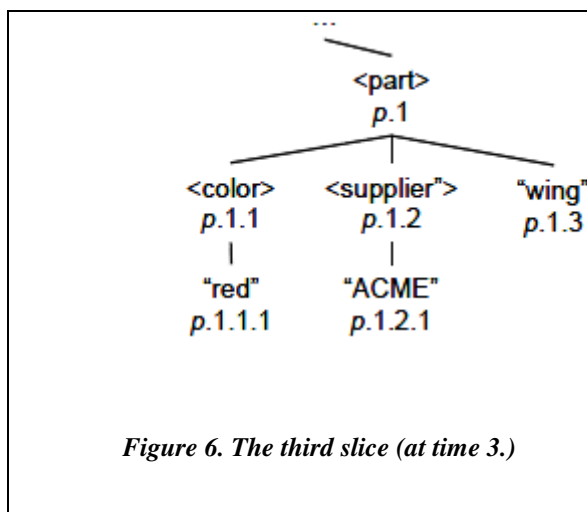 ...
<part>
p.1
<color> <supplier”> “wing”
p.1.1 p.1.2 p.1.3
“red” “ACME”
p.1.1.1 p.1.2.1
Figure 6. The third slice (at time 3.)